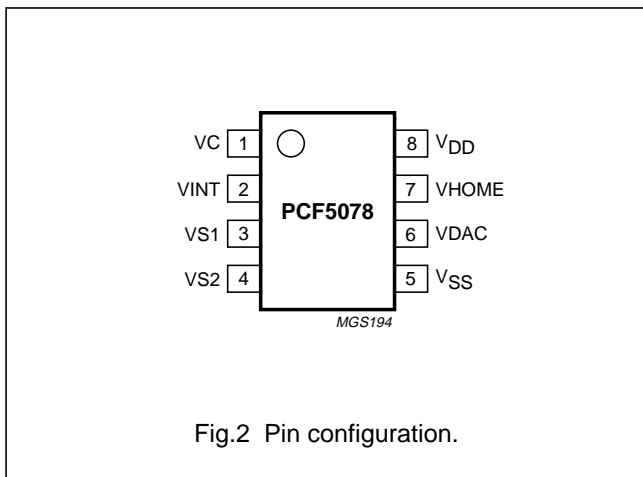 VC 1 8 VDD
VINT 2 7 VHOME
PCF5078
VS1 3 6 VDAC
VS2 4 5 VSS
MGS194
Fig.2 Pin configuration.